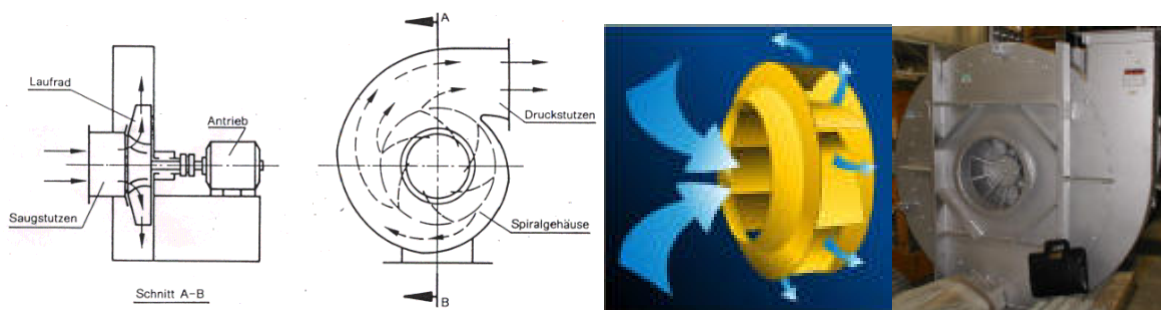 Laufrad
Antrieb
Saugstutzen
Schnitt A-B
A
Druckstutzen
Spiralgehäuse
B